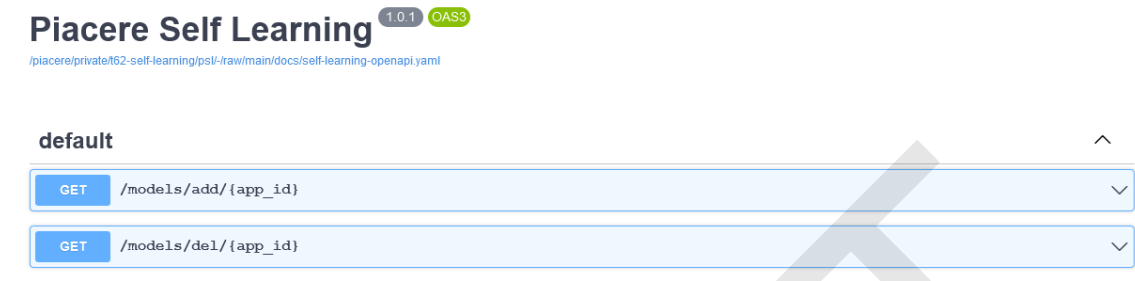 Piacere Self Learning 1.0.1 OAS3
/piacere/private/t62-self-learning/psl/-/raw/main/docs/self-learning-openapi.yaml
default
GET /models/add/{app_id}
GET /models/del/{app_id}